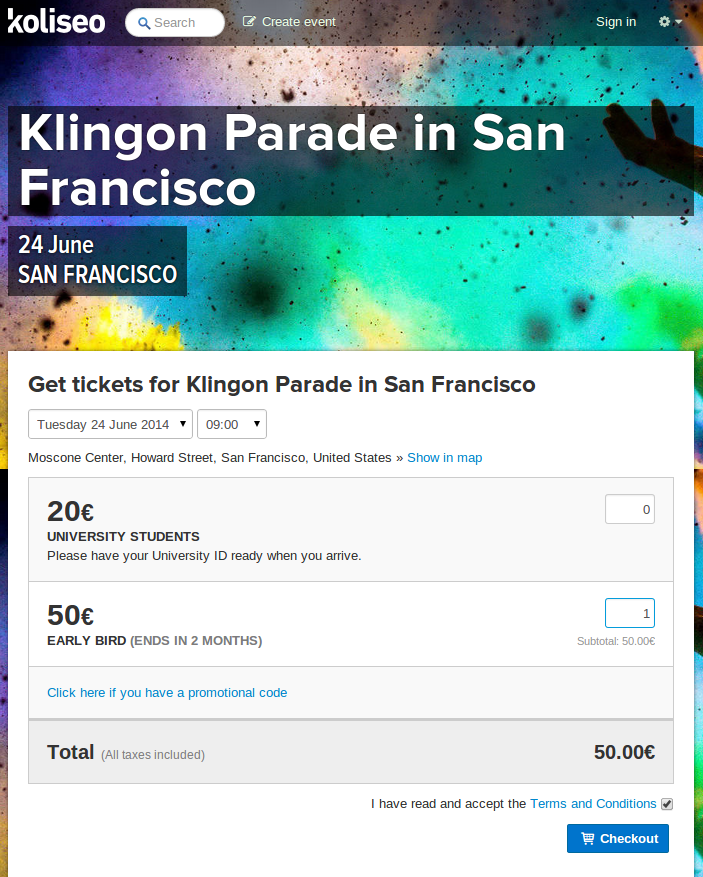 koliseo
Search
Create event
Sign in
Klingon Parade in San
Francisco
24 June
SAN FRANCISCO
Get tickets for Klingon Parade in San Francisco
Tuesday 24 June 2014
09:00
Moscone Center, Howard Street, San Francisco, United States » Show in map
20€
0
UNIVERSITY STUDENTS
Please have your University ID ready when you arrive.
50€
1
EARLY BIRD (ENDS IN 2 MONTHS)
Subtotal: 50.00€
Click here if you have a promotional code
Total (All taxes included)
50.00€
I have read and accept the Terms and Conditions
Checkout